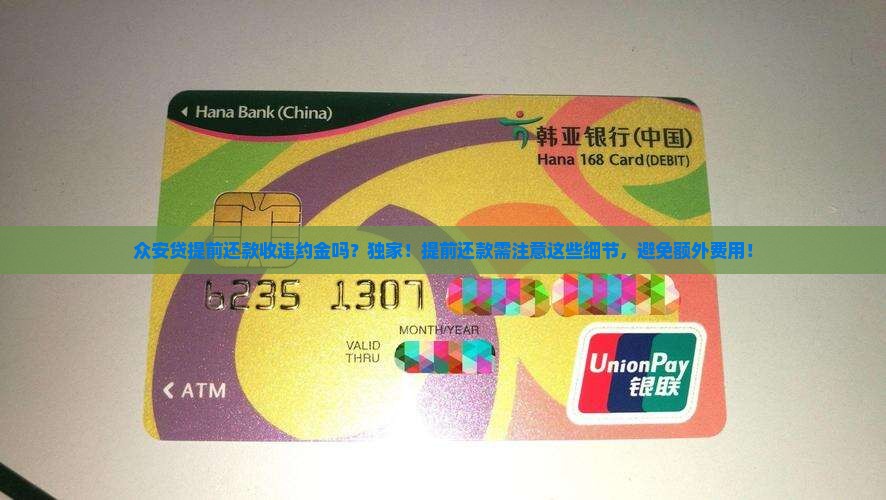 Hana Bank (China)
韩亚银行(中国)
Hana 168 Card(DEBIT)
众安贷提前还款收违约金吗？独家！提前还款需注意这些细节，避免额外费用！
6235 1307
MONTH/YEAR
VALID
THRU
UnionPay
银联
ATM